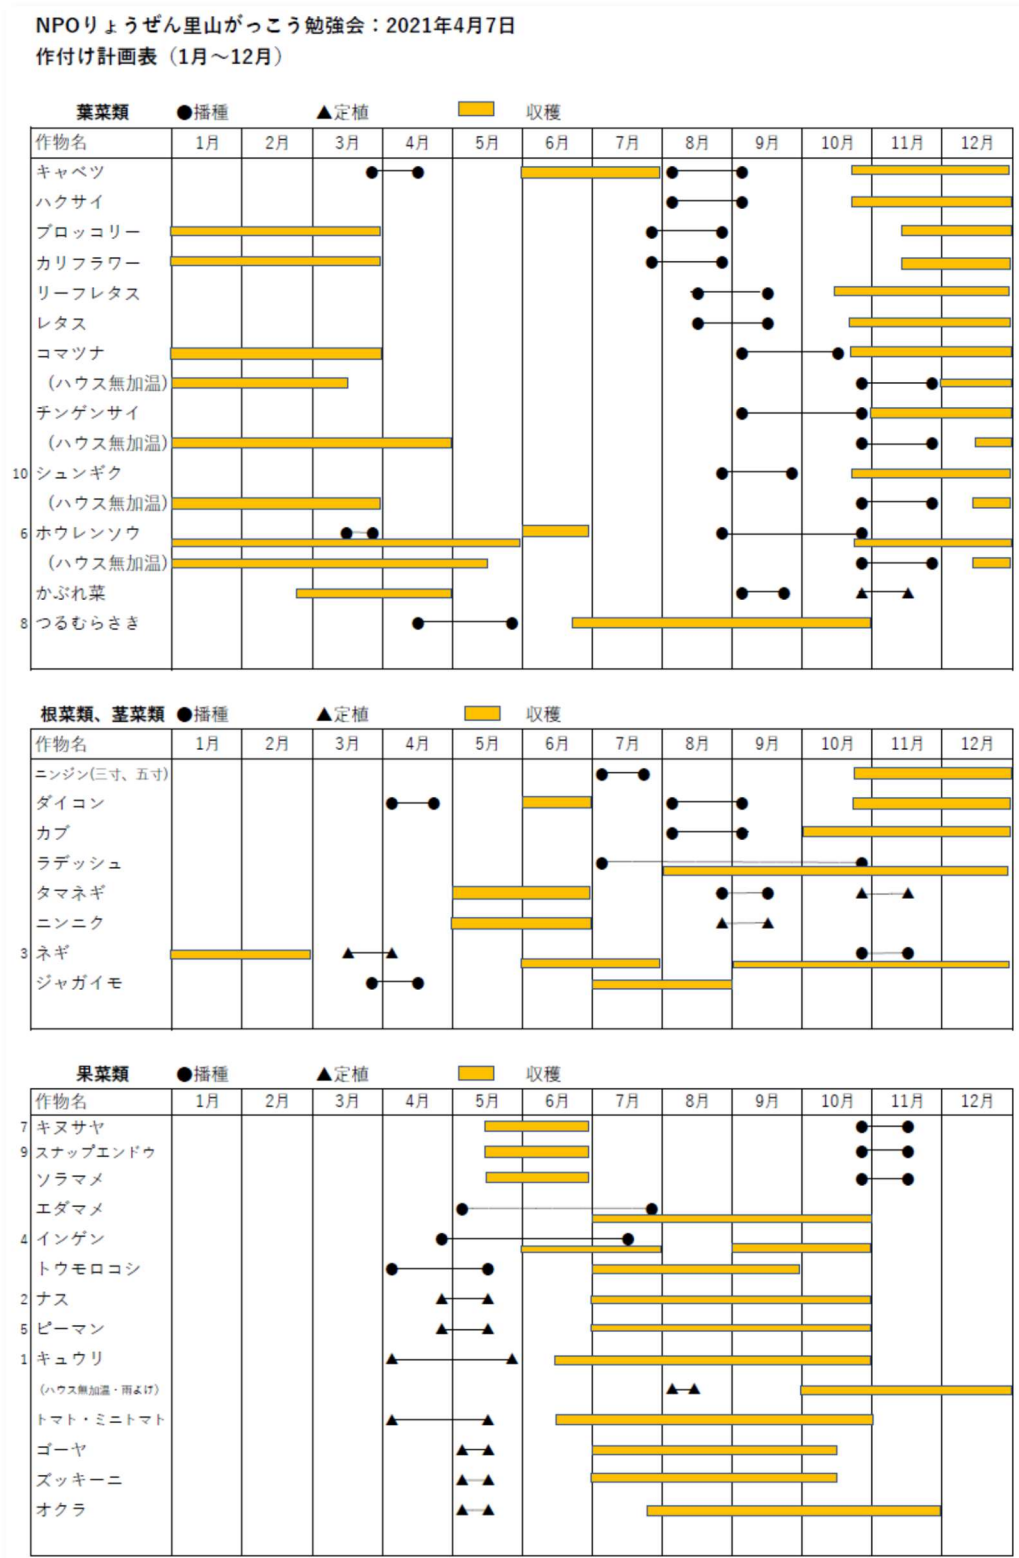 NPOりょうぜん里山がっこう勉強会：2021年4月7日
作付け計画表（1月～12月）
葉菜類 ●播種 ▲定植 収穫
作物名 1月 2月 3月 4月 5月 6月 7月 8月 9月 10月 11月 12月
キャベツ
ハクサイ
ブロッコリー
カリフラワー
リーフレタス
レタス
コマツナ
（ハウス無加温）
チンゲンサイ
（ハウス無加温）
10 シュンギク
（ハウス無加温）
6 ホウレンソウ
（ハウス無加温）
かぶれ菜
8 つるむらさき
根菜類、茎菜類 ●播種 ▲定植 収穫
作物名 1月 2月 3月 4月 5月 6月 7月 8月 9月 10月 11月 12月
ニンジン(三寸、五寸)
ダイコン
カブ
ラデッシュ
タマネギ
ニンニク
3 ネギ
ジャガイモ
果菜類 ●播種 ▲定植 収穫
作物名 1月 2月 3月 4月 5月 6月 7月 8月 9月 10月 11月 12月
7 キヌサヤ
9 スナップエンドウ
ソラマメ
エダマメ
4 インゲン
トウモロコシ
2 ナス
5 ピーマン
1 キュウリ
（ハウス無加温・雨よけ）
トマト・ミニトマト
ゴーヤ
ズッキーニ
オクラ